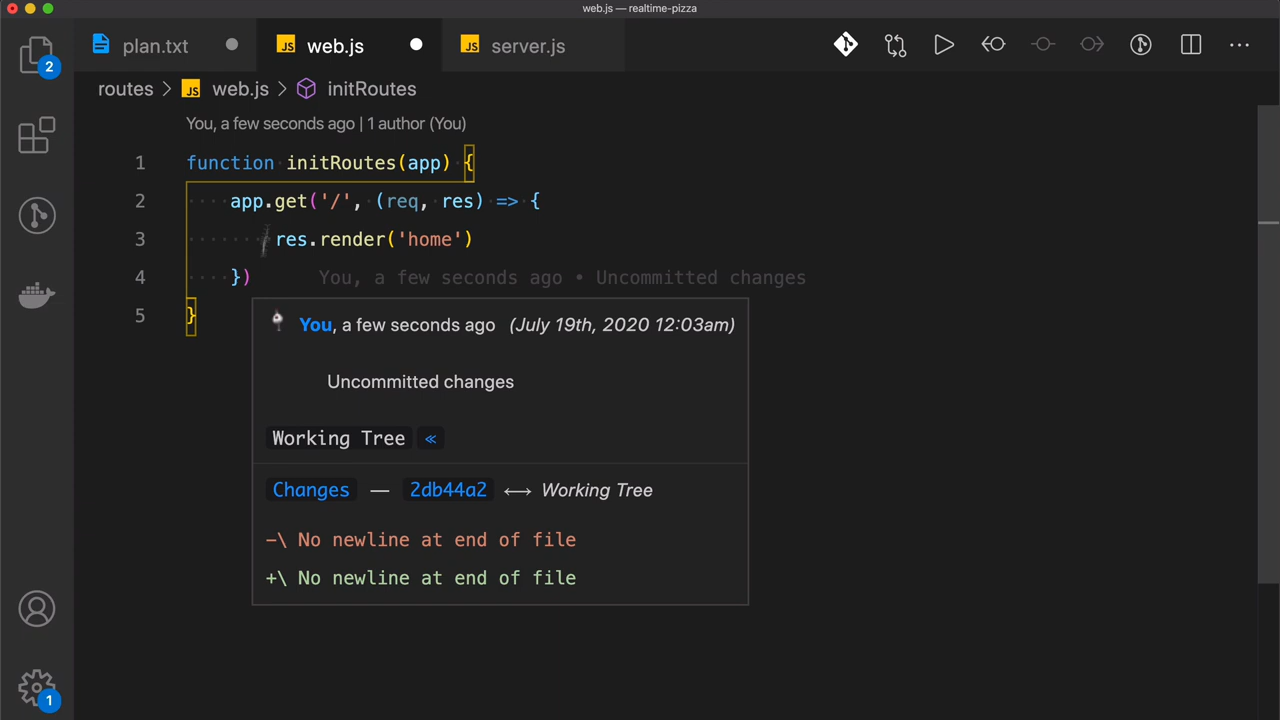 web.js — realtime-pizza
plan.txt
JS web.js
JS server.js
2
routes > JS web.js > initRoutes
You, a few seconds ago | 1 author (You)
1 function initRoutes(app) {
2 app.get('/', (req, res) => {
3 res.render('home')
4 }) You, a few seconds ago • Uncommitted changes
5 }
You, a few seconds ago (July 19th, 2020 12:03am)
Uncommitted changes
Working Tree «
Changes — 2db44a2 ⟷ Working Tree
-\ No newline at end of file
+\ No newline at end of file
1